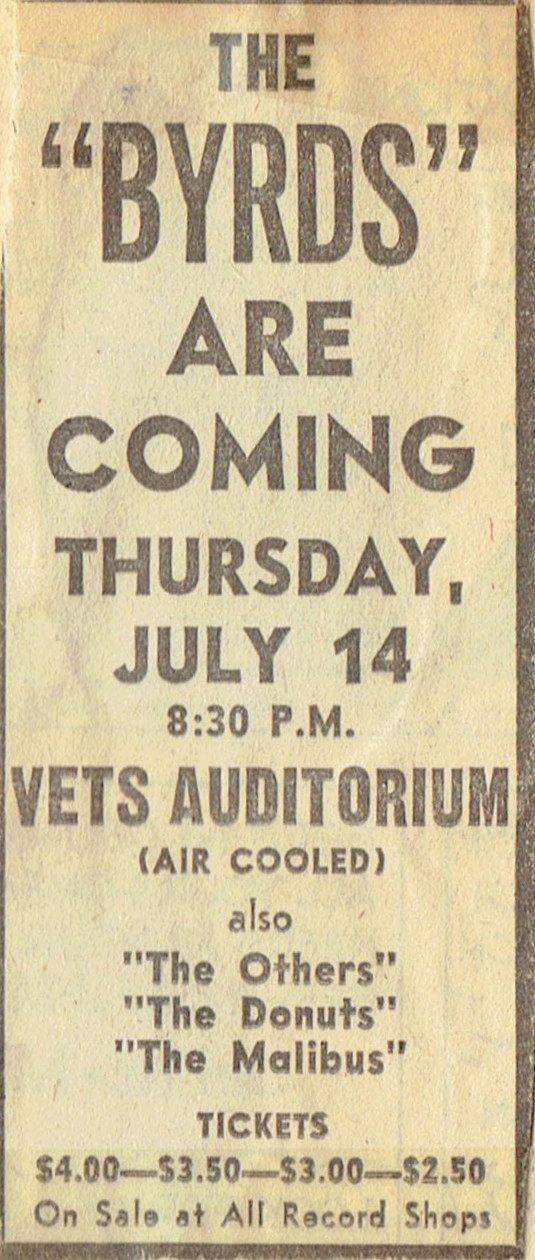 THE
“BYRDS”
ARE
COMING
THURSDAY,
JULY 14
8:30 P.M.
VETS AUDITORIUM
(AIR COOLED)
also
"The Others"
"The Donuts"
"The Malibus"
TICKETS
$4.00—$3.50—$3.00—$2.50
On Sale at All Record Shops